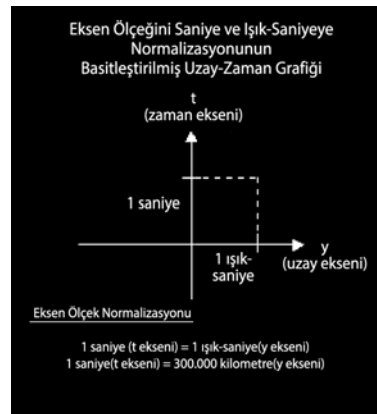 Eksen Ölçeğini Saniye ve Işık-Saniyeye
Normalizasyonunun
Basitleştirilmiş Uzay-Zaman Grafiği
t
(zaman ekseni)
1 saniye
1 ışık-
saniye
y
(uzay ekseni)
Eksen Ölçek Normalizasyonu
1 saniye (t ekseni) = 1 ışık-saniye(y ekseni)
1 saniye(t ekseni) = 300.000 kilometre(y ekseni)